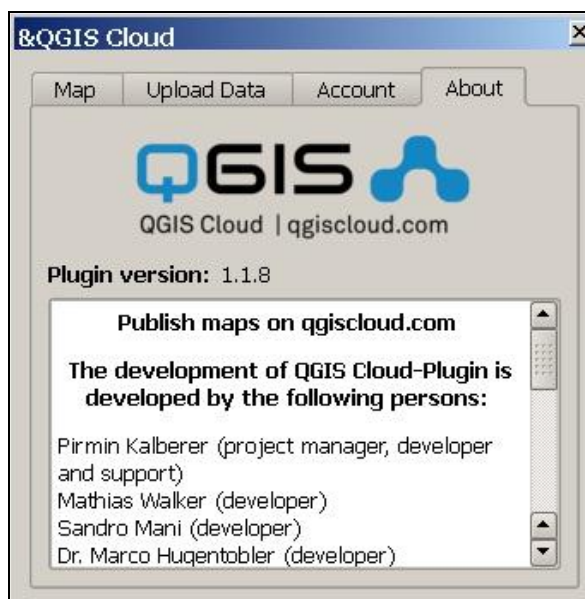 &QGIS Cloud
Map Upload Data Account About
QGIS
QGIS Cloud | qgiscloud.com
Plugin version: 1.1.8
Publish maps on qgiscloud.com
The development of QGIS Cloud-Plugin is
developed by the following persons:
Pirmin Kalberer (project manager, developer
and support)
Mathias Walker (developer)
Sandro Mani (developer)
Dr. Marco Hugentobler (developer)